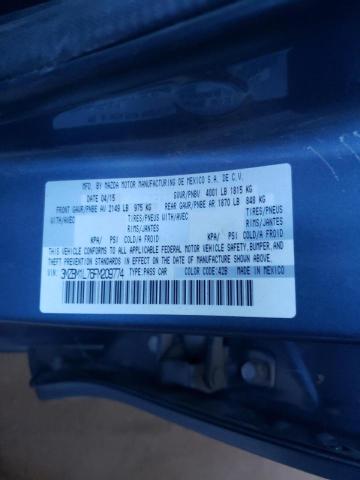 MFG. BY MAZDA MOTOR MANUFACTURING DE MEXICO S.A. DE C.V.
DATE 04/15 GVWR/PNBV 4001 LB 1815 KG
FRONT GAWR/PNBE AV 2149 LB 975 KG REAR GAWR/PNBE AR 1870 LB 848 KG
WITH/AVEC TIRES/PNEUS WITH/AVEC TIRES/PNEUS
RIMS/JANTES RIMS/JANTES
KPA/ PSI COLD/A FROID KPA/ PSI COLD/A FROID
THIS VEHICLE CONFORMS TO ALL APPLICABLE FEDERAL MOTOR VEHICLE SAFETY, BUMPER, AND
THEFT PREVENTION STANDARDS IN EFFECT ON THE DATE OF MANUFACTURE SHOWN ABOVE.
VIN: 3MZBM1L76FM209774 TYPE: PASS CAR COLOR CODE: 42B MADE IN MEXICO